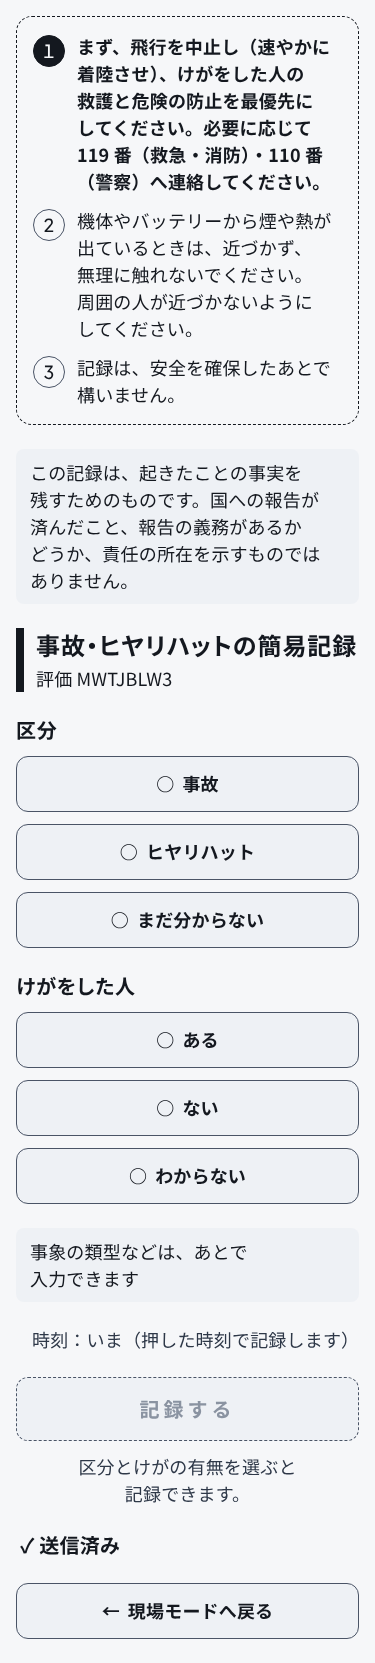 1 まず、飛行を中止し（速やかに
着陸させ）、けがをした人の
救護と危険の防止を最優先に
してください。必要に応じて
119 番（救急・消防）・110 番
（警察）へ連絡してください。
2 機体やバッテリーから煙や熱が
出ているときは、近づかず、
無理に触れないでください。
周囲の人が近づかないように
してください。
3 記録は、安全を確保したあとで
構いません。
この記録は、起きたことの事実を
残すためのものです。国への報告が
済んだこと、報告の義務があるか
どうか、責任の所在を示すものでは
ありません。
事故・ヒヤリハットの簡易記録
評価 MWTJBLW3
区分
○ 事故
○ ヒヤリハット
○ まだ分からない
けがをした人
○ ある
○ ない
○ わからない
事象の類型などは、あとで
入力できます
時刻：いま（押した時刻で記録します）
記録する
区分とけがの有無を選ぶと
記録できます。
✓ 送信済み
← 現場モードへ戻る